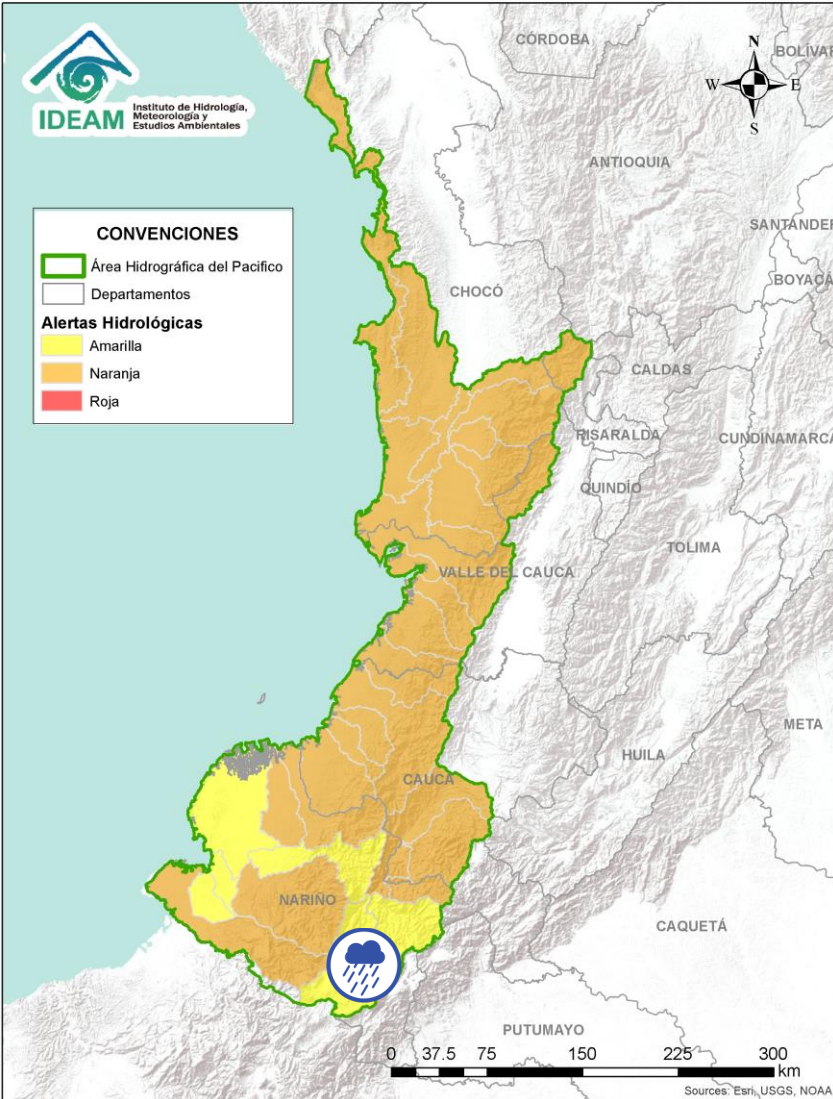 IDEAM
Instituto de Hidrología,
Meteorología y
Estudios Ambientales
N
W
E
S
CÓRDOBA
BOLÍVAR
ANTIOQUIA
SANTANDER
BOYACÁ
CHOCÓ
CONVENCIONES
Área Hidrográfica del Pacifico
Departamentos
Alertas Hidrológicas
Amarilla
Naranja
Roja
CALDAS
RISARALDA
CUNDINAMARCA
QUINDÍO
TOLIMA
VALLE DEL CAUCA
META
HUILA
CAUCA
NARIÑO
CAQUETÁ
PUTUMAYO
0 37.5 75 150 225 300
km
Sources: Esri, USGS, NOAA